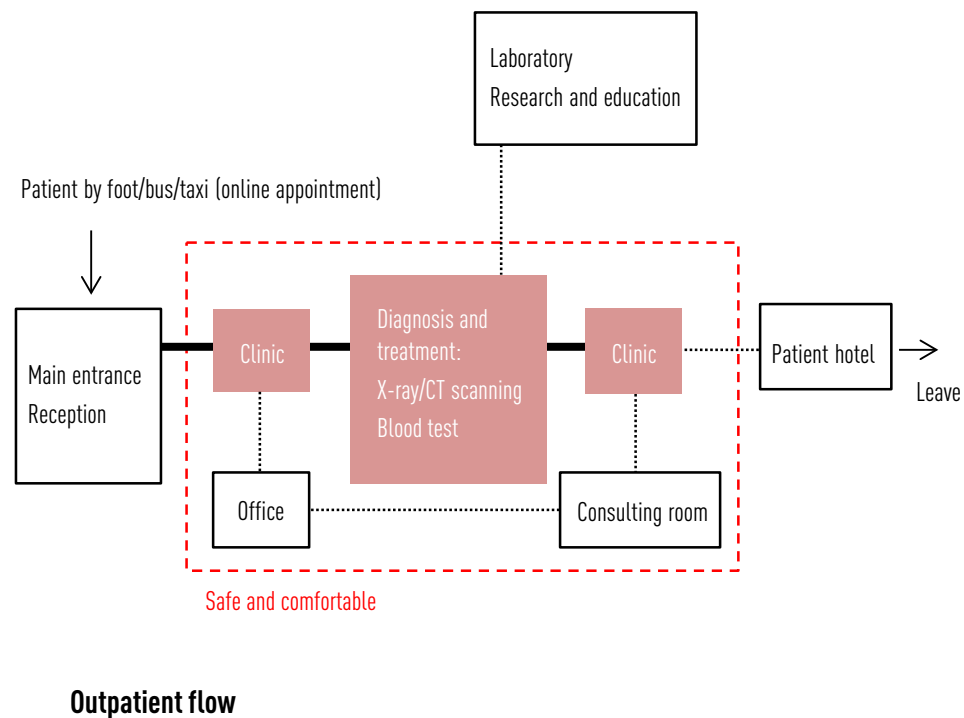 Laboratory
Research and education
Patient by foot/bus/taxi (online appointment)
Main entrance
Reception
Clinic
Diagnosis and
treatment:
X-ray/CT scanning
Blood test
Clinic
Patient hotel
Leave
Office
Consulting room
Safe and comfortable
Outpatient flow